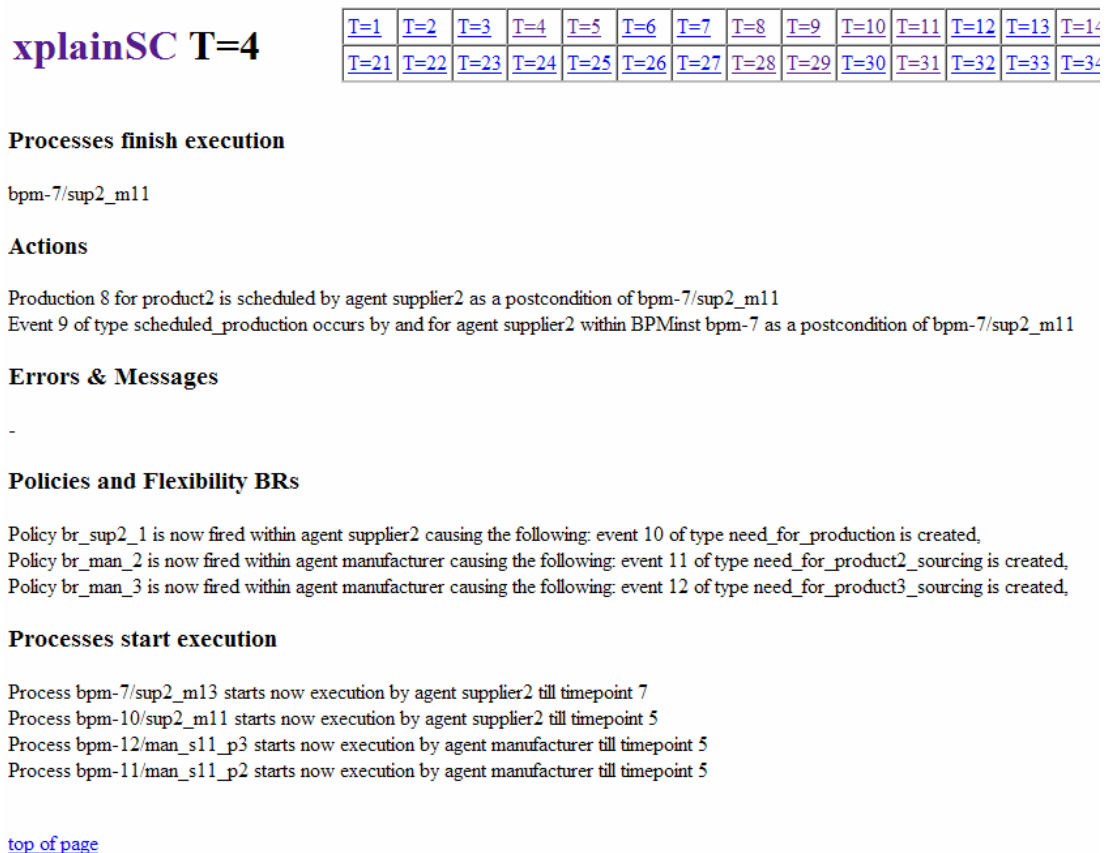 xplainSC T=4
T=1 T=2 T=3 T=4 T=5 T=6 T=7 T=8 T=9 T=10 T=11 T=12 T=13 T=14
T=21 T=22 T=23 T=24 T=25 T=26 T=27 T=28 T=29 T=30 T=31 T=32 T=33 T=34
Processes finish execution
bpm-7/sup2_m11
Actions
Production 8 for product2 is scheduled by agent supplier2 as a postcondition of bpm-7/sup2_m11
Event 9 of type scheduled_production occurs by and for agent supplier2 within BPMinst bpm-7 as a postcondition of bpm-7/sup2_m11
Errors & Messages
-
Policies and Flexibility BRs
Policy br_sup2_1 is now fired within agent supplier2 causing the following: event 10 of type need_for_production is created,
Policy br_man_2 is now fired within agent manufacturer causing the following: event 11 of type need_for_product2_sourcing is created,
Policy br_man_3 is now fired within agent manufacturer causing the following: event 12 of type need_for_product3_sourcing is created,
Processes start execution
Process bpm-7/sup2_m13 starts now execution by agent supplier2 till timepoint 7
Process bpm-10/sup2_m11 starts now execution by agent supplier2 till timepoint 5
Process bpm-12/man_s11_p3 starts now execution by agent manufacturer till timepoint 5
Process bpm-11/man_s11_p2 starts now execution by agent manufacturer till timepoint 5
top of page